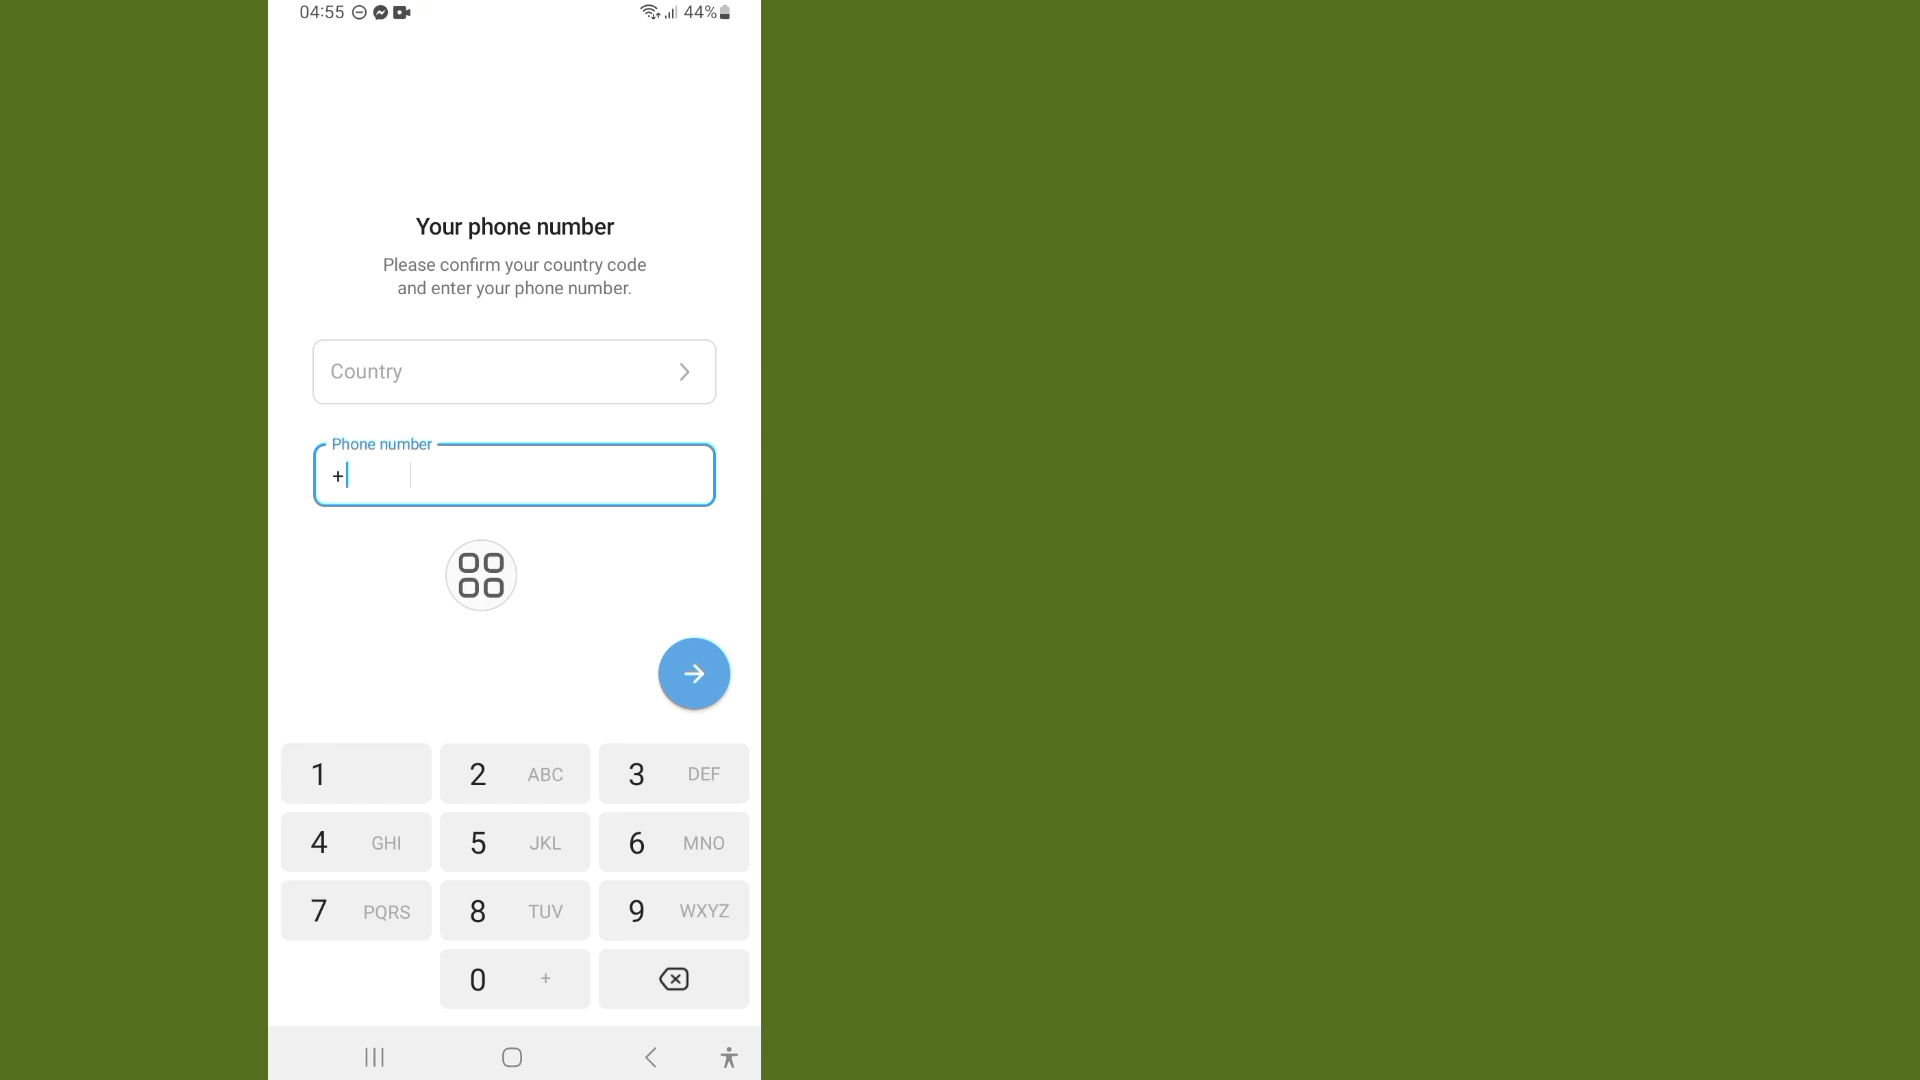 04:55 44%
Your phone number
Please confirm your country code
and enter your phone number.
Country
Phone number
+
1 2 ABC 3 DEF
4 GHI 5 JKL 6 MNO
7 PQRS 8 TUV 9 WXYZ
0 +